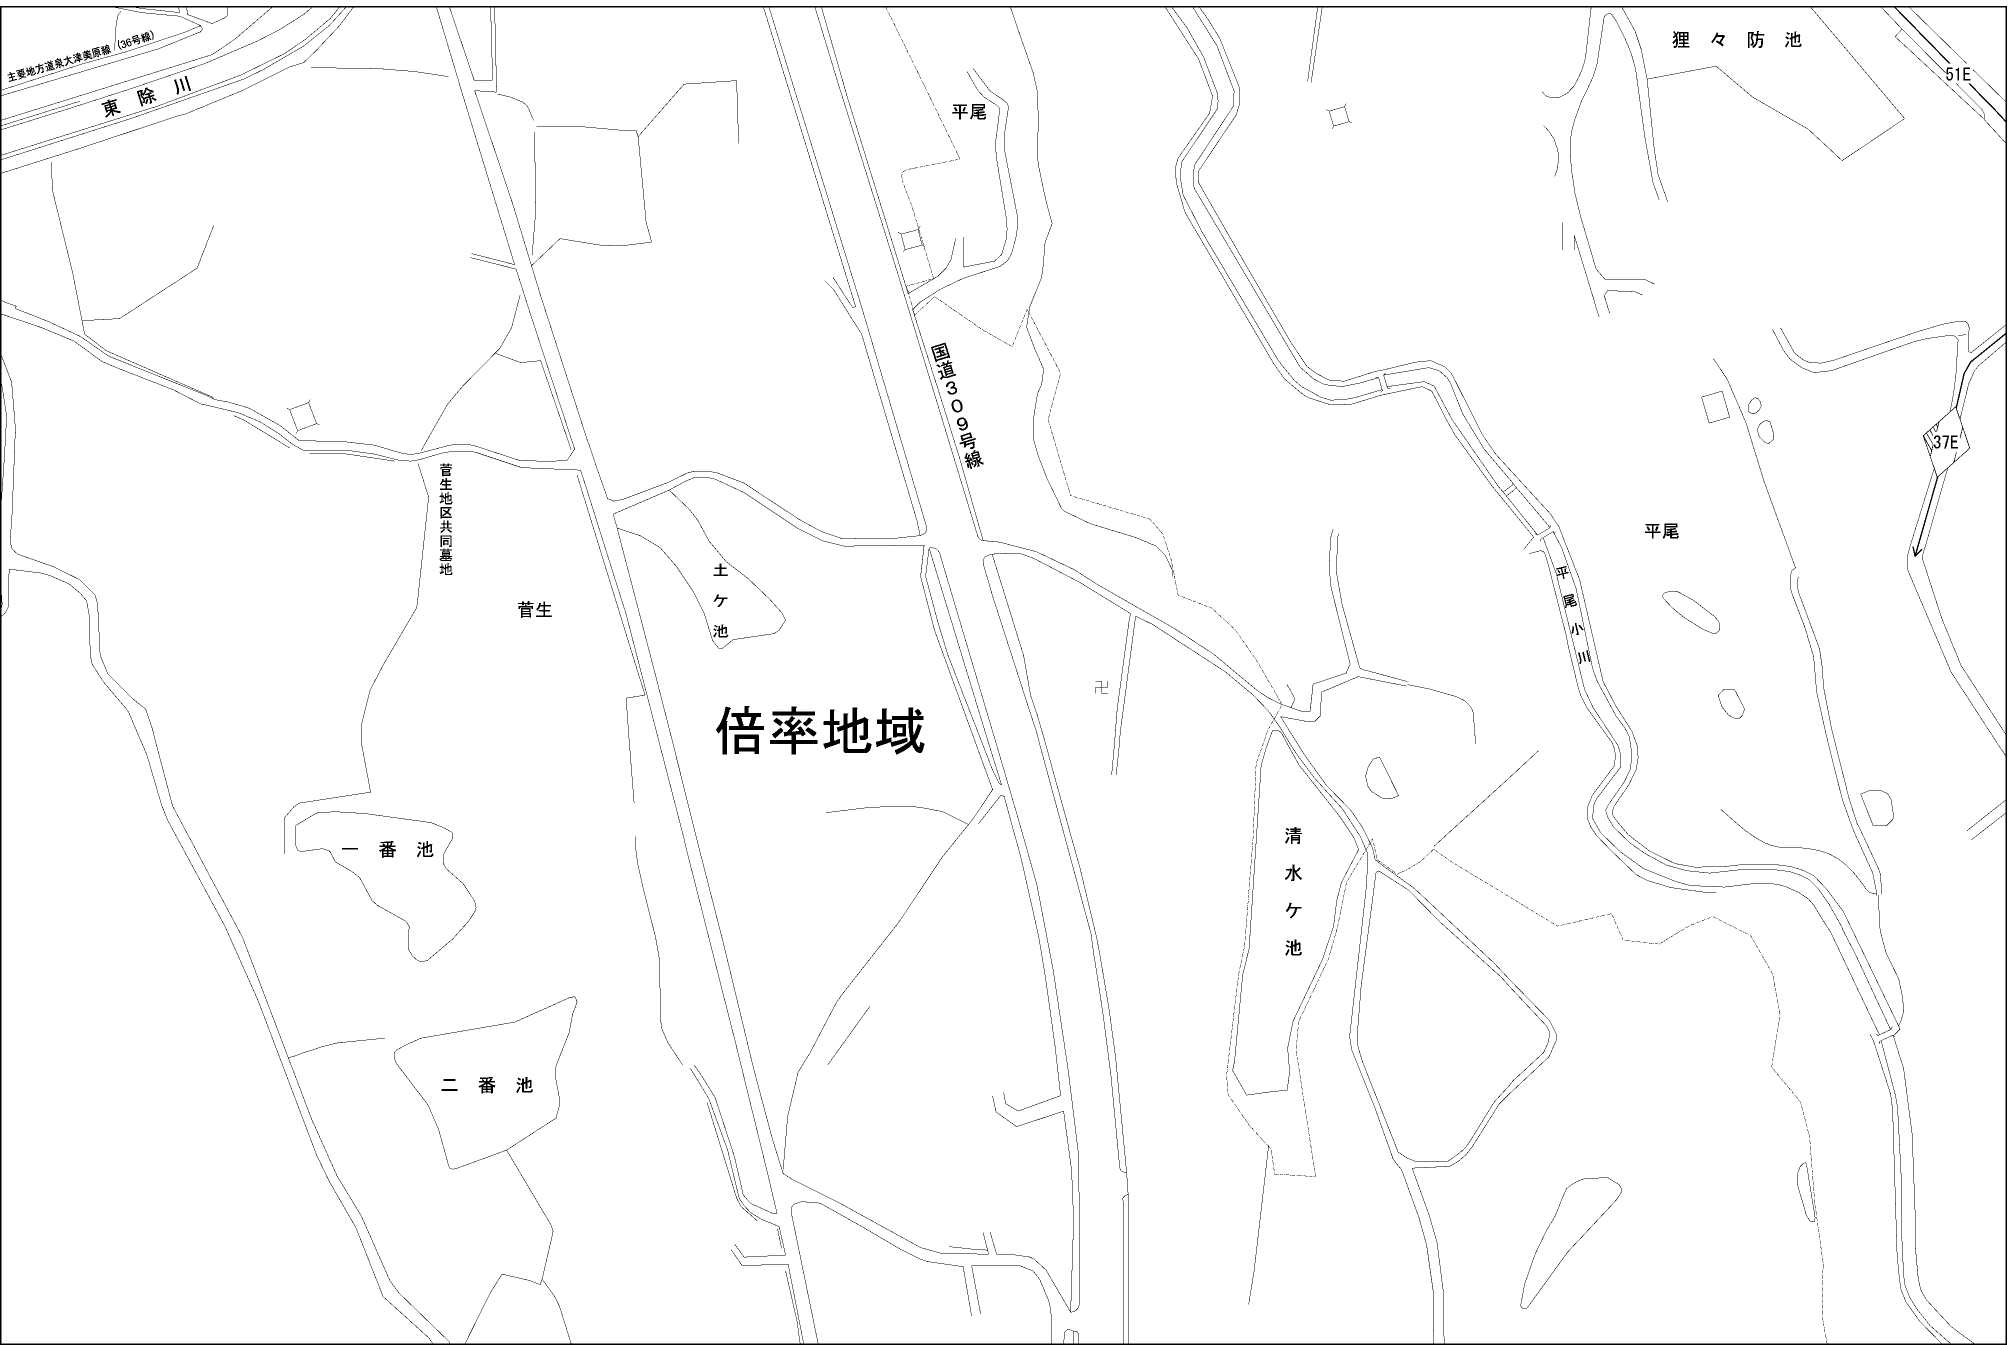 主要地方道泉大津美原線 (36号線)
東除川
狸々防池
51E
平尾
国道309号線
37E
菅生地区共同墓地
平尾
土ケ池
平尾小川
菅生
倍率地域
一番池
清水ケ池
二番池